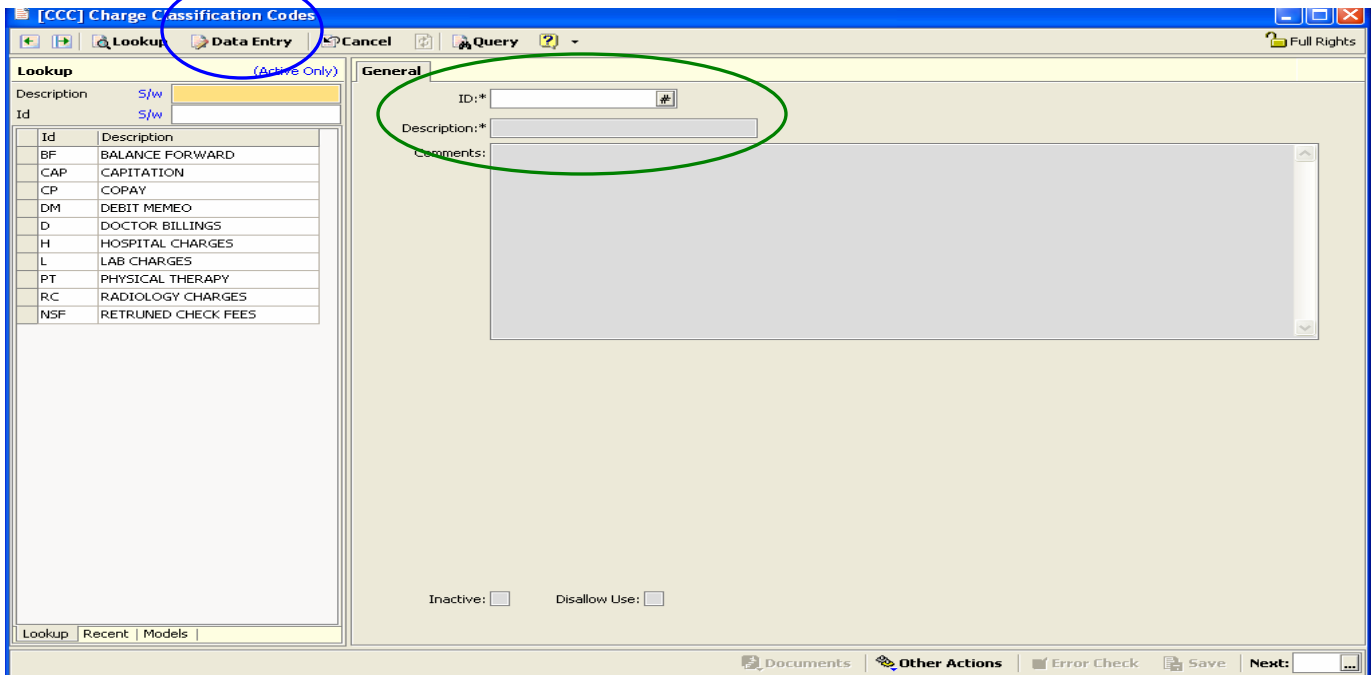 [CCC] Charge Classification Codes
Lookup Data Entry Cancel Query Full Rights
Lookup (Active Only)
Description S/w
Id S/w
Id Description
BF BALANCE FORWARD
CAP CAPITATION
CP COPAY
DM DEBIT MEMEO
D DOCTOR BILLINGS
H HOSPITAL CHARGES
L LAB CHARGES
PT PHYSICAL THERAPY
RC RADIOLOGY CHARGES
NSF RETRUNED CHECK FEES
Lookup Recent | Models |
General
ID:* #
Description:*
Comments:
Inactive: Disallow Use:
Documents Other Actions Error Check Save Next: ...